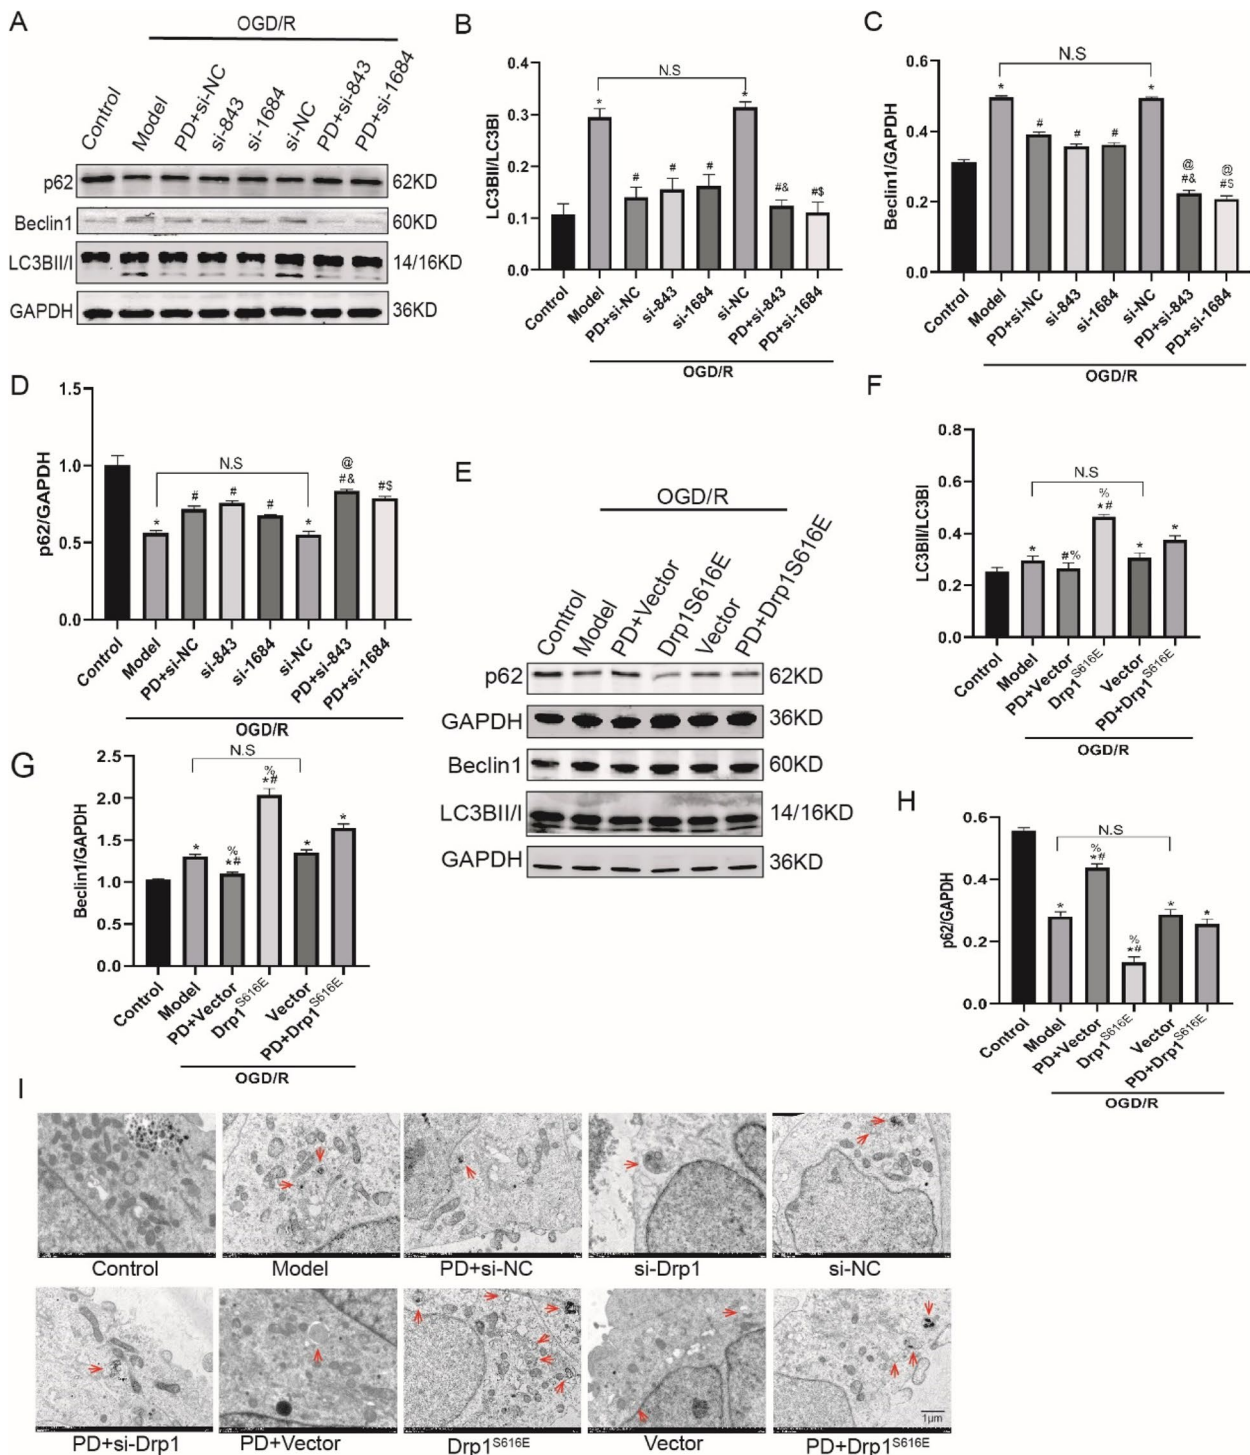 A
OGD/R
Control
Model
PD+si-NC
si-843
si-1684
si-NC
PD+si-843
PD+si-1684
p62
62KD
Beclin1
60KD
LC3BII/I
14/16KD
GAPDH
36KD
B
LC3BII/LC3BI
0.4
0.3
0.2
0.1
0.0
N.S
*
#
#
#
*
#&
#$
Control
Model
PD+si-NC
si-843
si-1684
si-NC
PD+si-843
PD+si-1684
OGD/R
C
Beclin1/GAPDH
0.6
0.4
0.2
0.0
N.S
*
#
#
#
*
@
#&
@
#$
Control
Model
PD+si-NC
si-843
si-1684
si-NC
PD+si-843
PD+si-1684
OGD/R
D
p62/GAPDH
1.5
1.0
0.5
0.0
N.S
*
#
#
#
*
@
#&
#$
Control
Model
PD+si-NC
si-843
si-1684
si-NC
PD+si-843
PD+si-1684
OGD/R
E
OGD/R
Control
Model
PD+Vector
Drp1S616E
Vector
PD+Drp1S616E
p62
62KD
GAPDH
36KD
Beclin1
60KD
LC3BII/I
14/16KD
GAPDH
36KD
F
LC3BII/LC3BI
0.8
0.6
0.4
0.2
0.0
N.S
*
#%
%
*#
*
*
Control
Model
PD+Vector
Drp1S616E
Vector
PD+Drp1S616E
OGD/R
G
Beclin1/GAPDH
2.5
2.0
1.5
1.0
0.5
0.0
N.S
*
%
*#
%
*#
*
*
Control
Model
PD+Vector
Drp1S616E
Vector
PD+Drp1S616E
OGD/R
H
p62/GAPDH
0.6
0.4
0.2
0.0
N.S
*
%
*#
%
*#
*
*
Control
Model
PD+Vector
Drp1S616E
Vector
PD+Drp1S616E
OGD/R
I
Control
Model
PD+si-NC
si-Drp1
si-NC
1μm
PD+si-Drp1
PD+Vector
Drp1S616E
Vector
PD+Drp1S616E